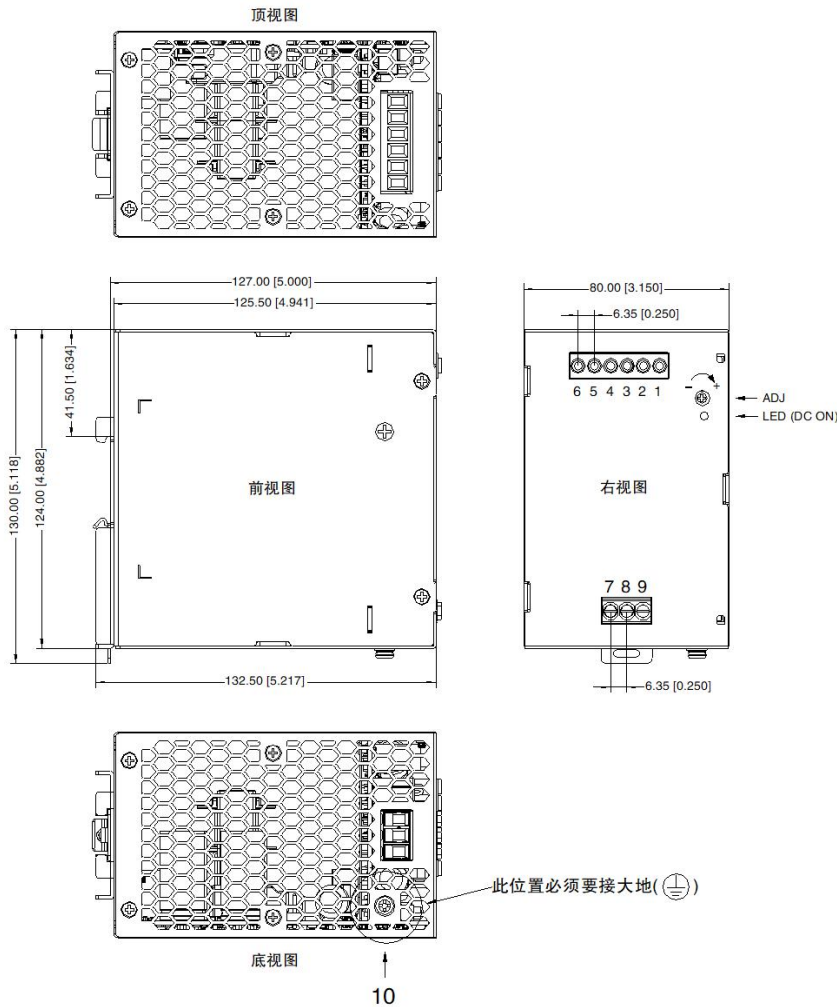 顶视图
127.00 [5.000]
125.50 [4.941]
41.50 [1.634]
124.00 [4.882]
130.00 [5.118]
前视图
132.50 [5.217]
80.00 [3.150]
6.35 [0.250]
6 5 4 3 2 1
- +
ADJ
LED (DC ON)
右视图
7 8 9
6.35 [0.250]
此位置必须要接大地( )
底视图
10